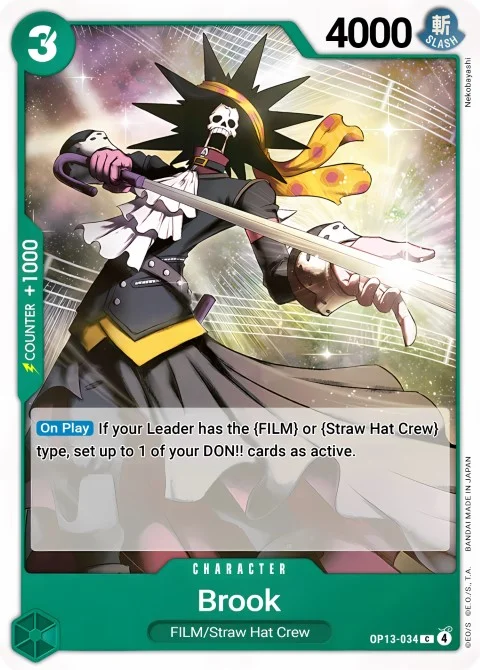 3
4000
斬
SLASH
Nekobayashi
COUNTER +1000
On Play If your Leader has the {FILM} or {Straw Hat Crew}
type, set up to 1 of your DON!! cards as active.
CHARACTER
Brook
FILM/Straw Hat Crew
OP13-034 C 4
©EO/S ©E.O./S., T.A. BANDAI MADE IN JAPAN